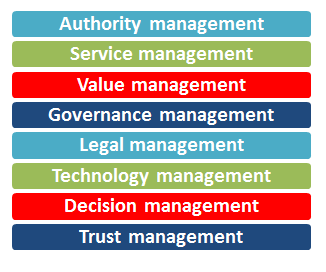 Authority management
Service management
Value management
Governance management
Legal management
Technology management
Decision management
Trust management